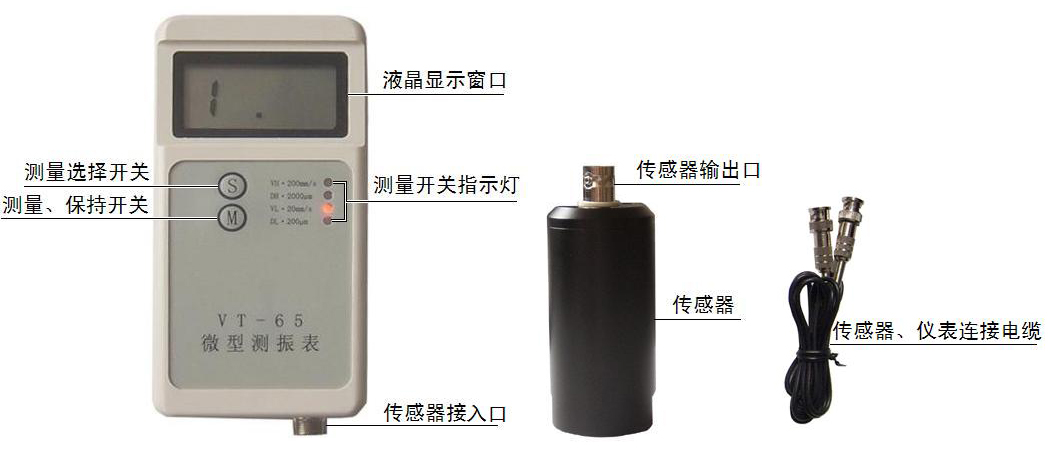 液晶显示窗口
1 .
测量选择开关
S
VH·200mm/s
DH·2000μm
VL·20mm/s
DL·200μm
测量开关指示灯
测量、保持开关
M
传感器输出口
传感器
VT-65
微型测振表
传感器、仪表连接电缆
传感器接入口